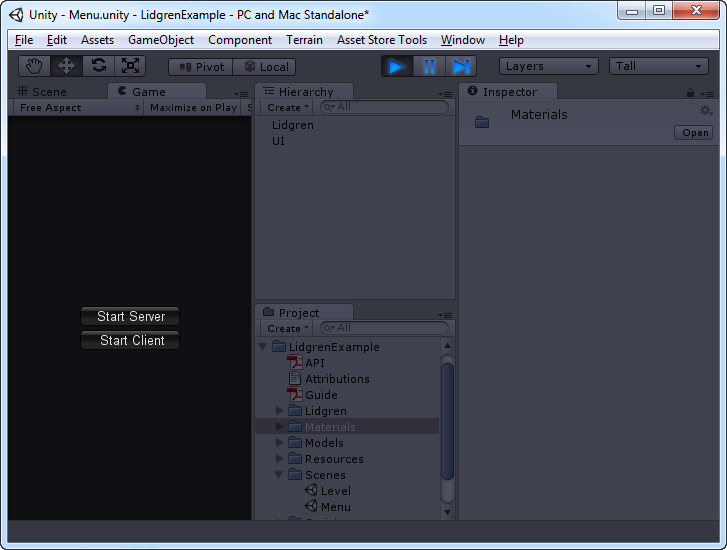 Unity - Menu.unity - LidgrenExample - PC and Mac Standalone*
File Edit Assets GameObject Component Terrain Asset Store Tools Window Help
Pivot Local Layers Tall
Scene Game
Free Aspect Maximize on Play S
Start Server
Start Client
Hierarchy
Create All
Lidgren
UI
Project
Create All
LidgrenExample
API
Attributions
Guide
Lidgren
Materials
Models
Resources
Scenes
Level
Menu
Inspector
Materials
Open